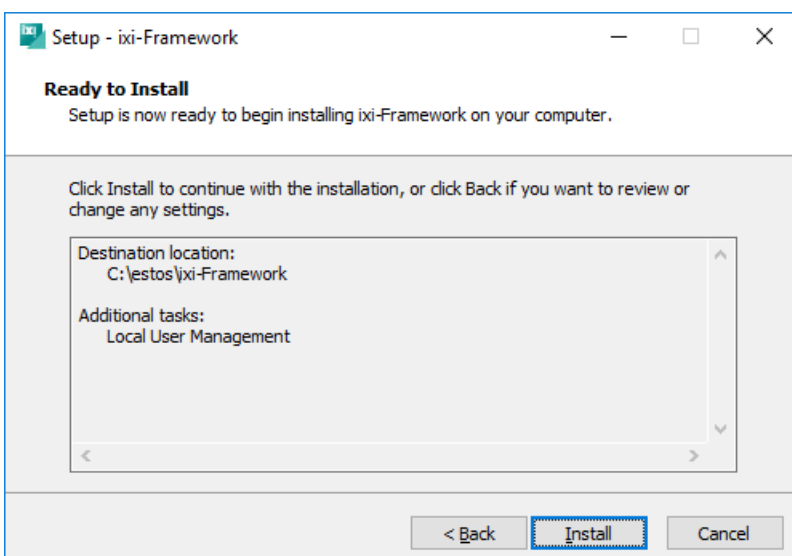 ixi
Setup - ixi-Framework
Ready to Install
Setup is now ready to begin installing ixi-Framework on your computer.
Click Install to continue with the installation, or click Back if you want to review or
change any settings.
Destination location:
C:\estos\ixi-Framework
Additional tasks:
Local User Management
< Back
Install
Cancel